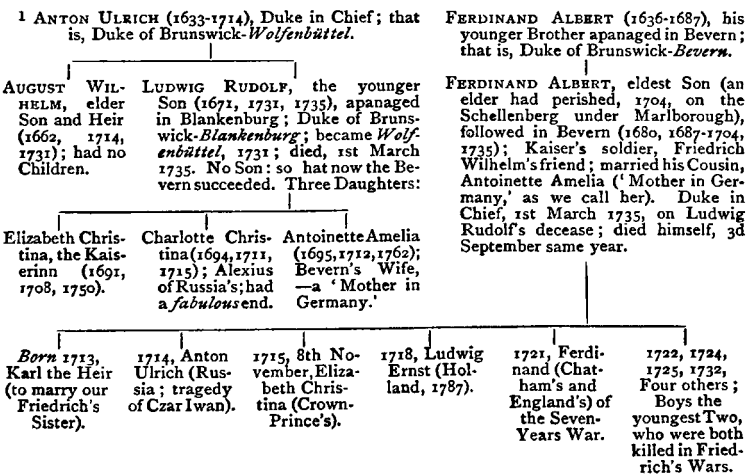 1 ANTON ULRICH (1633-1714), Duke in Chief; that
is, Duke of Brunswick-Wolfenbüttel.
FERDINAND ALBERT (1636-1687), his
younger Brother apanaged in Bevern;
that is, Duke of Brunswick-Bevern.
AUGUST WIL-
HELM, elder
Son and Heir
(1662, 1714,
1731); had no
Children.
LUDWIG RUDOLF, the younger
Son (1671, 1731, 1735), apanaged
in Blankenburg; Duke of Bruns-
wick-Blankenburg; became Wolf-
enbüttel, 1731; died, 1st March
1735. No Son: so hat now the Be-
vern succeeded. Three Daughters:
FERDINAND ALBERT, eldest Son (an
elder had perished, 1704, on the
Schellenberg under Marlborough),
followed in Bevern (1680, 1687-1704,
1735); Kaiser's soldier, Friedrich
Wilhelm's friend; married his Cousin,
Antoinette Amelia ('Mother in Ger-
many,' as we call her). Duke in
Chief, 1st March 1735, on Ludwig
Rudolf's decease; died himself, 3d
September same year.
Elizabeth Chris-
tina, the Kais-
erinn (1691,
1708, 1750).
Charlotte Chris-
tina (1694, 1711,
1715); Alexius
of Russia's; had
a fabulous end.
Antoinette Amelia
(1695, 1712, 1762);
Bevern's Wife,
—a 'Mother in
Germany.'
Born 1713,
Karl the Heir
(to marry our
Friedrich's
Sister).
1714, Anton
Ulrich (Rus-
sia; tragedy
of Czar Iwan).
1715, 8th No-
vember, Eliza-
beth Chris-
tina (Crown-
Prince's).
1718, Ludwig
Ernst (Hol-
land, 1787).
1721, Ferdi-
nand (Chat-
ham's and
England's) of
the Seven-
Years War.
1722, 1724,
1725, 1732,
Four others;
Boys the
youngest Two,
who were both
killed in Fried-
rich's Wars.